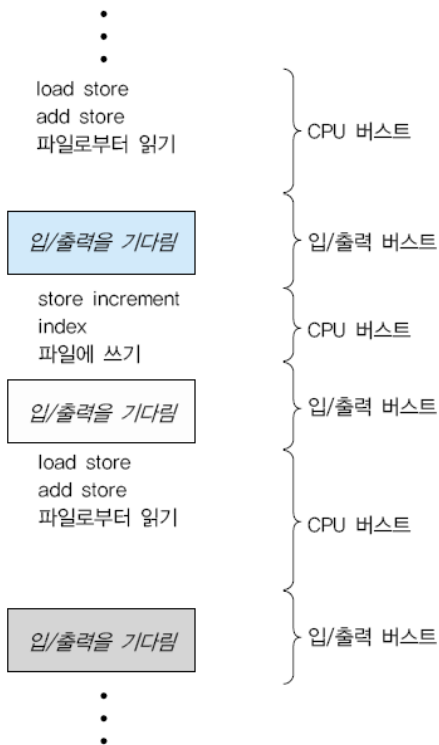 load store
add store
파일로부터 읽기
CPU 버스트
입/출력을 기다림
입/출력 버스트
store increment
index
파일에 쓰기
CPU 버스트
입/출력을 기다림
입/출력 버스트
load store
add store
파일로부터 읽기
CPU 버스트
입/출력을 기다림
입/출력 버스트